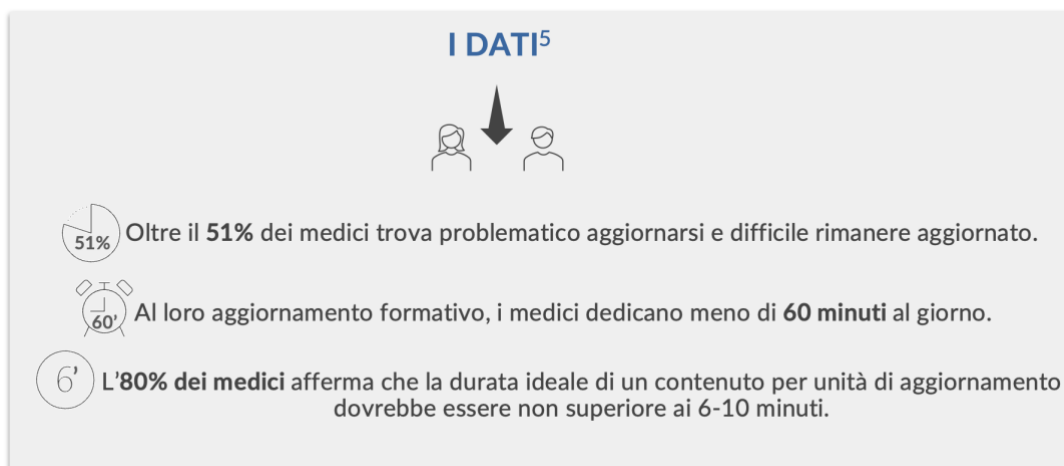 I DATI⁵
51% Oltre il 51% dei medici trova problematico aggiornarsi e difficile rimanere aggiornato.
60' Al loro aggiornamento formativo, i medici dedicano meno di 60 minuti al giorno.
6' L'80% dei medici afferma che la durata ideale di un contenuto per unità di aggiornamento
dovrebbe essere non superiore ai 6-10 minuti.